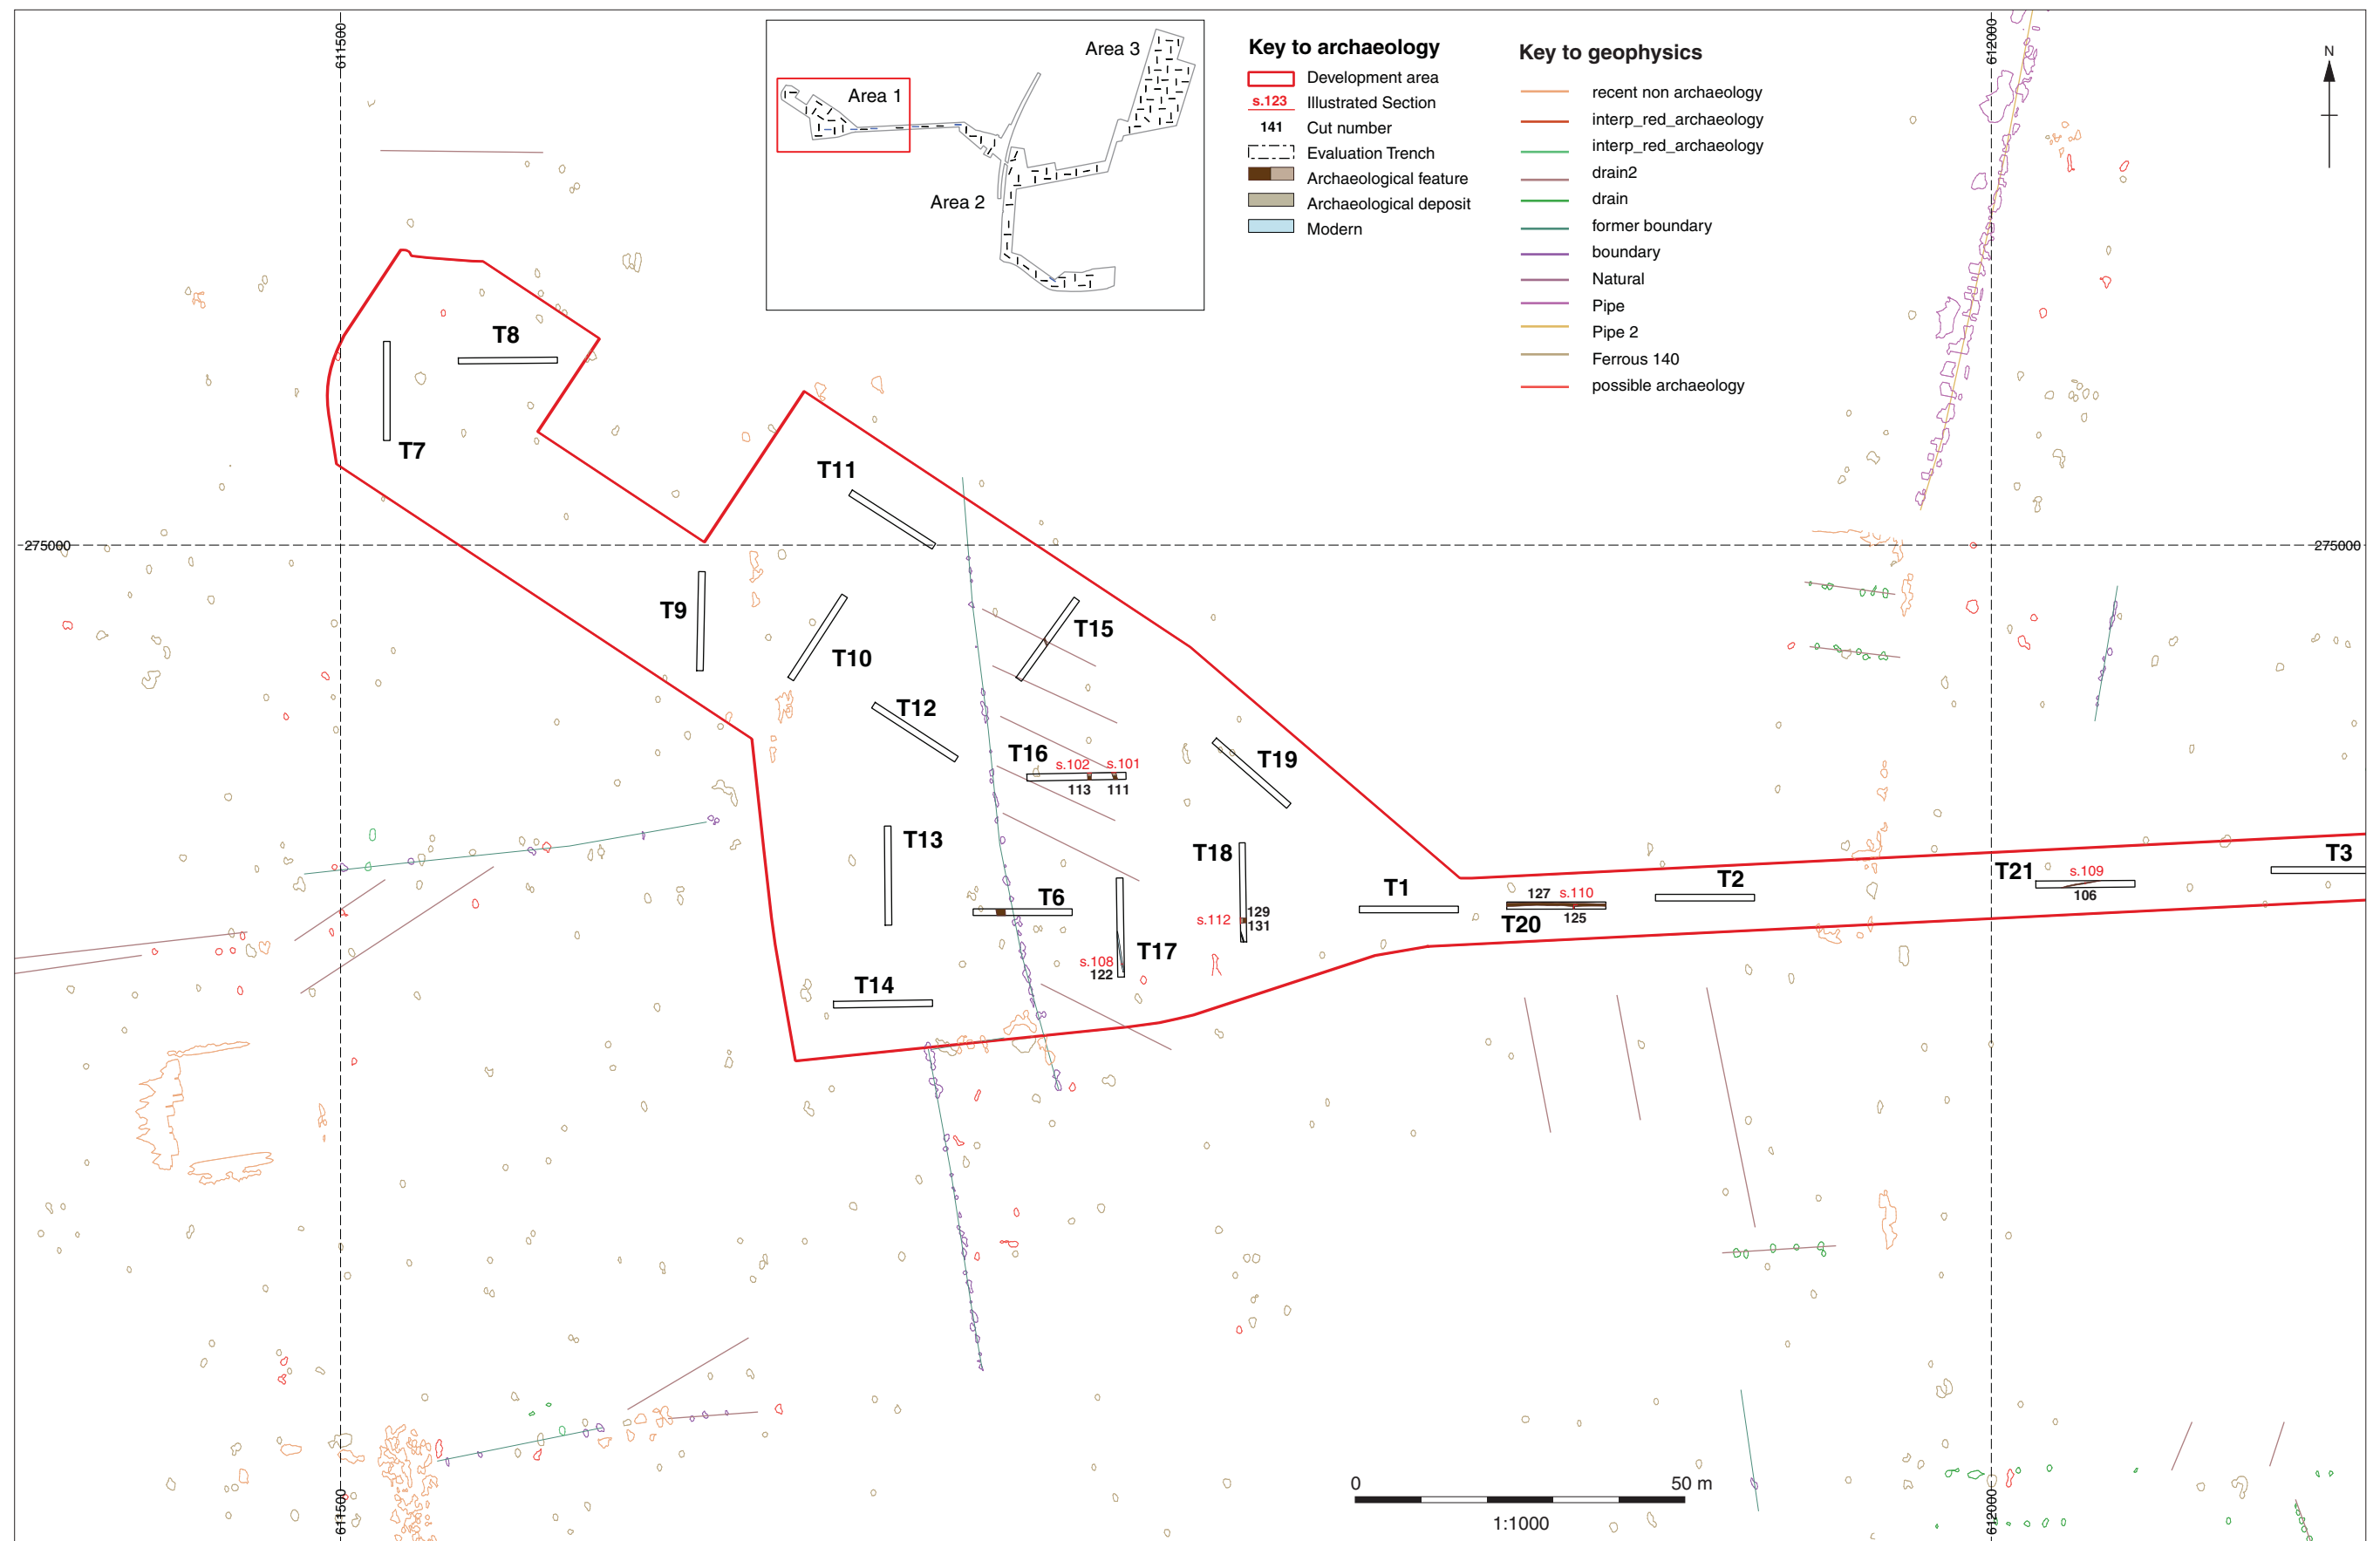 611500
612000
Area 3
Area 1
Area 2
Key to archaeology
Development area
s.123 Illustrated Section
141 Cut number
Evaluation Trench
Archaeological feature
Archaeological deposit
Modern
Key to geophysics
recent non archaeology
interp_red_archaeology
interp_red_archaeology
drain2
drain
former boundary
boundary
Natural
Pipe
Pipe 2
Ferrous 140
possible archaeology
N
T8
T7
T11
275000
275000
T9
T10
T15
T12
T16
s.102 s.101
113 111
T19
T13
T18
T6
s.112
129
131
T17
s.108
122
T14
T1
127 s.110
T20
125
T2
T21
s.109
106
T3
0 50 m
1:1000
611500
612000